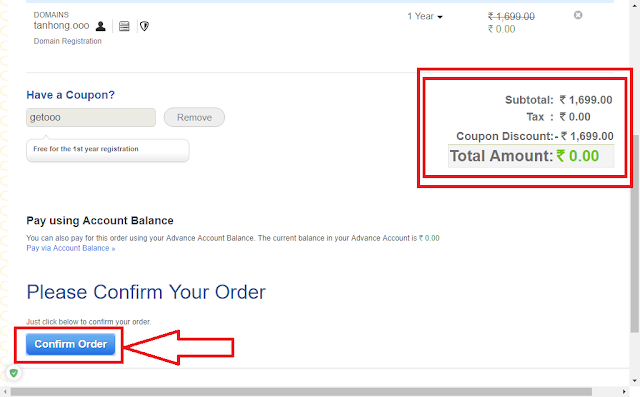 DOMAINS
tanhong.ooo 1 Year ₹ 1,699.00
₹ 0.00
Domain Registration
Have a Coupon?
getooo Remove
Free for the 1st year registration
Subtotal: ₹ 1,699.00
Tax : ₹ 0.00
Coupon Discount:- ₹ 1,699.00
Total Amount: ₹ 0.00
Pay using Account Balance
You can also pay for this order using your Advance Account Balance. The current balance in your Advance Account is ₹ 0.00
Pay via Account Balance »
Please Confirm Your Order
Just click below to confirm your order.
Confirm Order